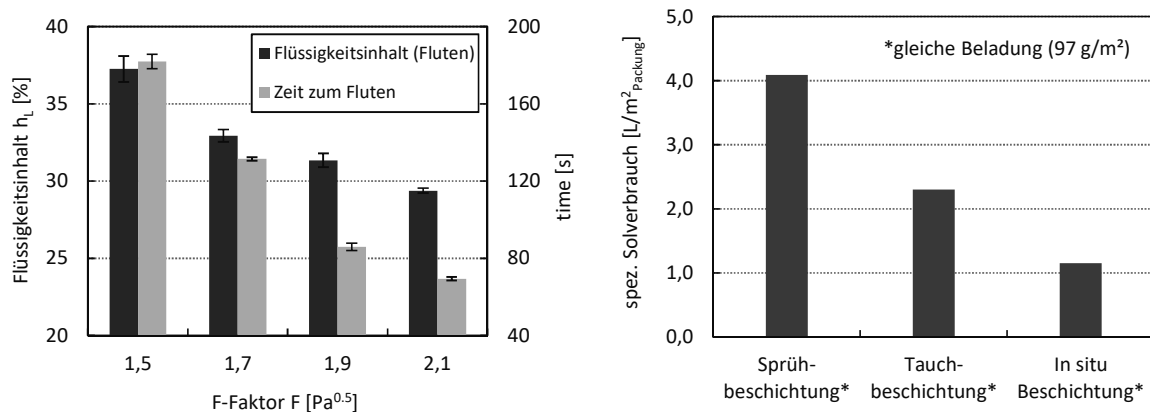 40
35
30
25
20
Flüssigkeitsinhalt h_L [%]
Flüssigkeitsinhalt (Fluten)
Zeit zum Fluten
200
160
120
80
40
time [s]
1,5 1,7 1,9 2,1
F-Faktor F [Pa^0.5]
5,0
4,0
3,0
2,0
1,0
0,0
spez. Solverbrauch [L/m²Packung]
*gleiche Beladung (97 g/m²)
Sprüh- Tauch- In situ
beschichtung* beschichtung* Beschichtung*